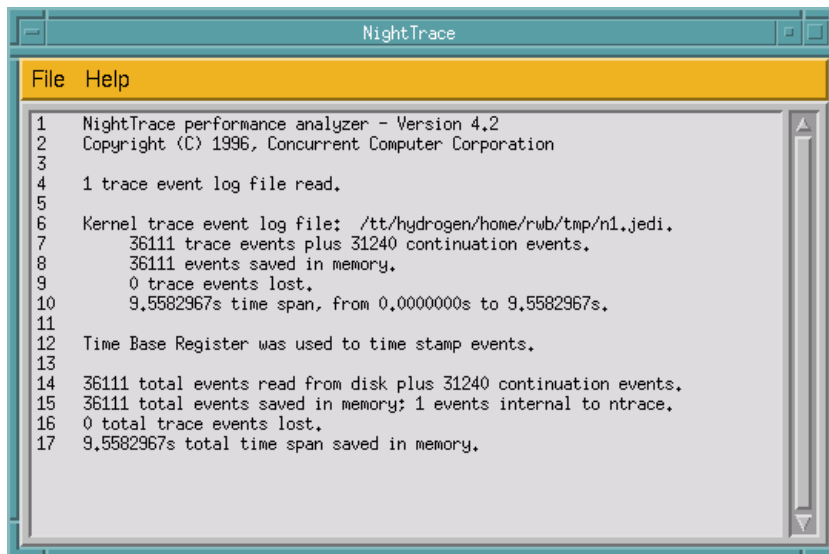 NightTrace
File Help
1 NightTrace performance analyzer - Version 4.2
2 Copyright (C) 1996, Concurrent Computer Corporation
3
4 1 trace event log file read.
5
6 Kernel trace event log file: /tt/hydrogen/home/rwb/tmp/n1.jedi.
7 36111 trace events plus 31240 continuation events.
8 36111 events saved in memory.
9 0 trace events lost.
10 9.5582967s time span, from 0.0000000s to 9.5582967s.
11
12 Time Base Register was used to time stamp events.
13
14 36111 total events read from disk plus 31240 continuation events.
15 36111 total events saved in memory; 1 events internal to ntrace.
16 0 total trace events lost.
17 9.5582967s total time span saved in memory.